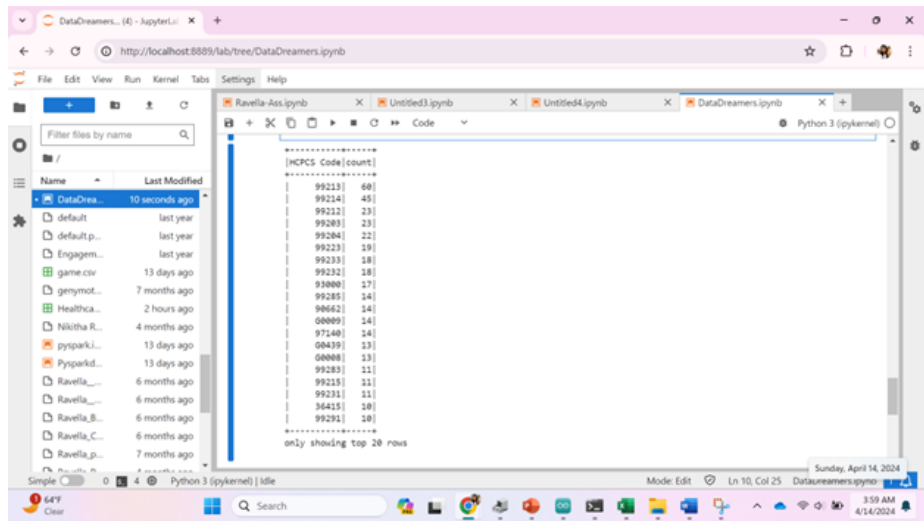 DataDreamers... (4) - JupyterLa
http://localhost:8889/lab/tree/DataDreamers.ipynb
File Edit View Run Kernel Tabs Settings Help
Ravella-Ass.ipynb Untitled3.ipynb Untitled4.ipynb DataDreamers.ipynb
Code Python 3 (ipykernel)
Filter files by name
/
Name Last Modified
DataDrea... 10 seconds ago
default last year
default.p... last year
Engagem... last year
game.csv 13 days ago
genymot... 7 months ago
Healthca... 2 hours ago
Nikitha R... 4 months ago
pyspark.i... 13 days ago
Pysparkd... 13 days ago
Ravella__... 6 months ago
Ravella__... 6 months ago
Ravella_B... 6 months ago
Ravella_C... 6 months ago
Ravella_p... 7 months ago
+----------+-----+
|HCPCS Code|count|
+----------+-----+
| 99213| 60|
| 99214| 45|
| 99212| 23|
| 99203| 23|
| 99204| 22|
| 99223| 19|
| 99233| 18|
| 99232| 18|
| 93000| 17|
| 99285| 14|
| 90662| 14|
| G0009| 14|
| 97140| 14|
| G0439| 13|
| G0008| 13|
| 99283| 11|
| 99215| 11|
| 99231| 11|
| 36415| 10|
| 99291| 10|
+----------+-----+
only showing top 20 rows
Sunday, April 14, 2024
Simple 0 4 Python 3 (ipykernel) | Idle Mode: Edit Ln 10, Col 25 DataDreamers.ipynb
64°F
Clear
Search
3:59 AM
4/14/2024